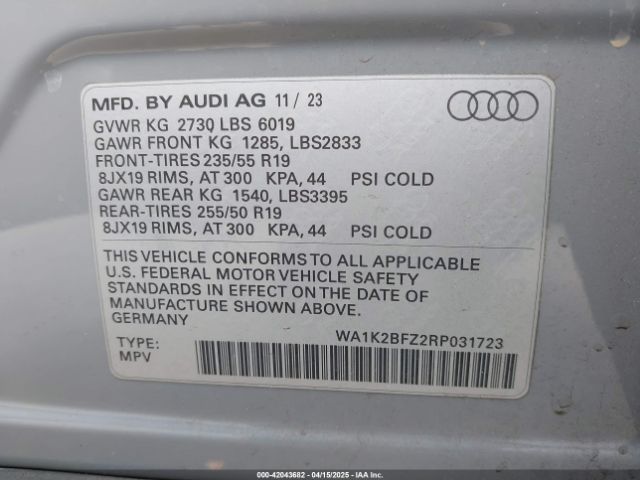 MFD. BY AUDI AG 11 / 23
GVWR KG 2730 LBS 6019
GAWR FRONT KG 1285, LBS2833
FRONT-TIRES 235/55 R19
8JX19 RIMS, AT 300 KPA, 44 PSI COLD
GAWR REAR KG 1540, LBS3395
REAR-TIRES 255/50 R19
8JX19 RIMS, AT 300 KPA, 44 PSI COLD
THIS VEHICLE CONFORMS TO ALL APPLICABLE
U.S. FEDERAL MOTOR VEHICLE SAFETY
STANDARDS IN EFFECT ON THE DATE OF
MANUFACTURE SHOWN ABOVE.
GERMANY
WA1K2BFZ2RP031723
TYPE:
MPV
000-42043682 - 04/15/2025 - IAA Inc.